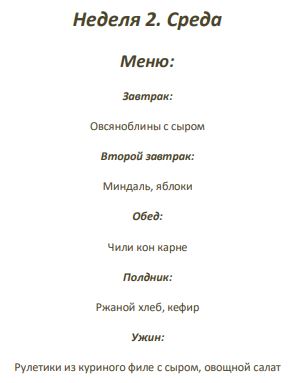 Неделя 2. Среда
Меню:
Завтрак:
Овсяноблины с сыром
Второй завтрак:
Миндаль, яблоки
Обед:
Чили кон карне
Полдник:
Ржаной хлеб, кефир
Ужин:
Рулетики из куриного филе с сыром, овощной салат